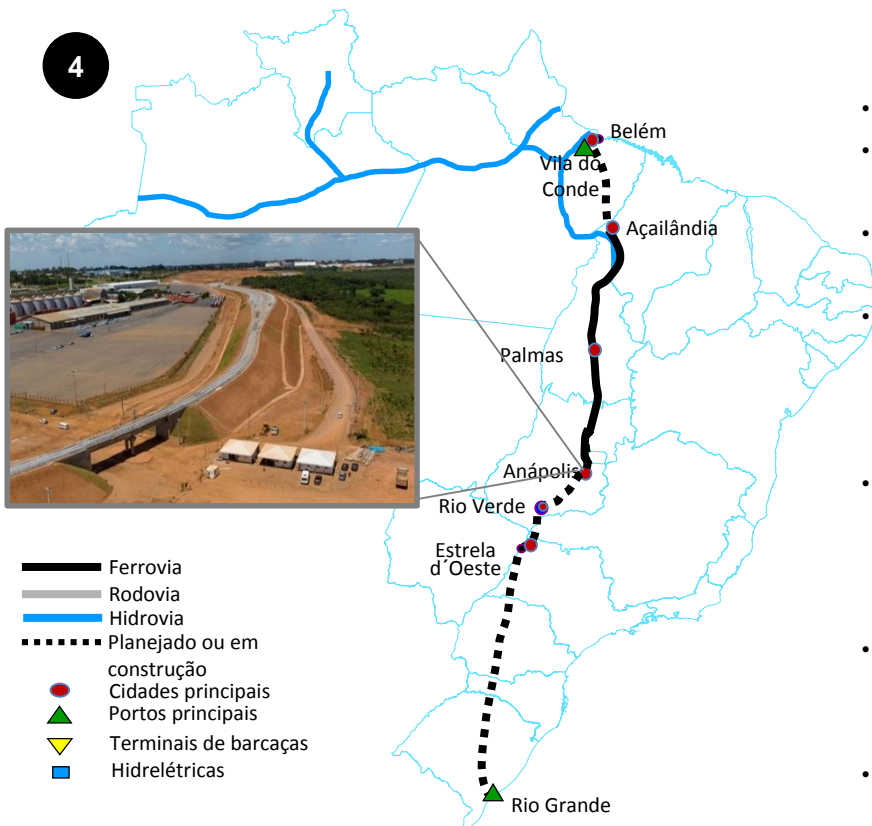 4
Belém
Vila do
Conde
Açailândia
Palmas
Anápolis
Rio Verde
Estrela
d´Oeste
Ferrovia
Rodovia
Hidrovia
Planejado ou em
construção
Cidades principais
Portos principais
Terminais de barcaças
Hidrelétricas
Rio Grande